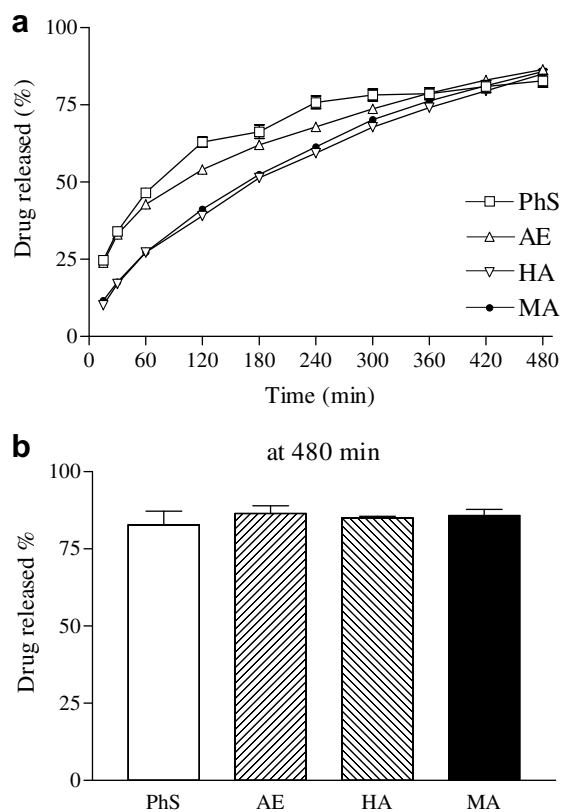 a
100
75
50
25
0
Drug released (%)
PhS
AE
HA
MA
0 60 120 180 240 300 360 420 480
Time (min)
b
at 480 min
100
75
50
25
0
Drug released %
PhS AE HA MA